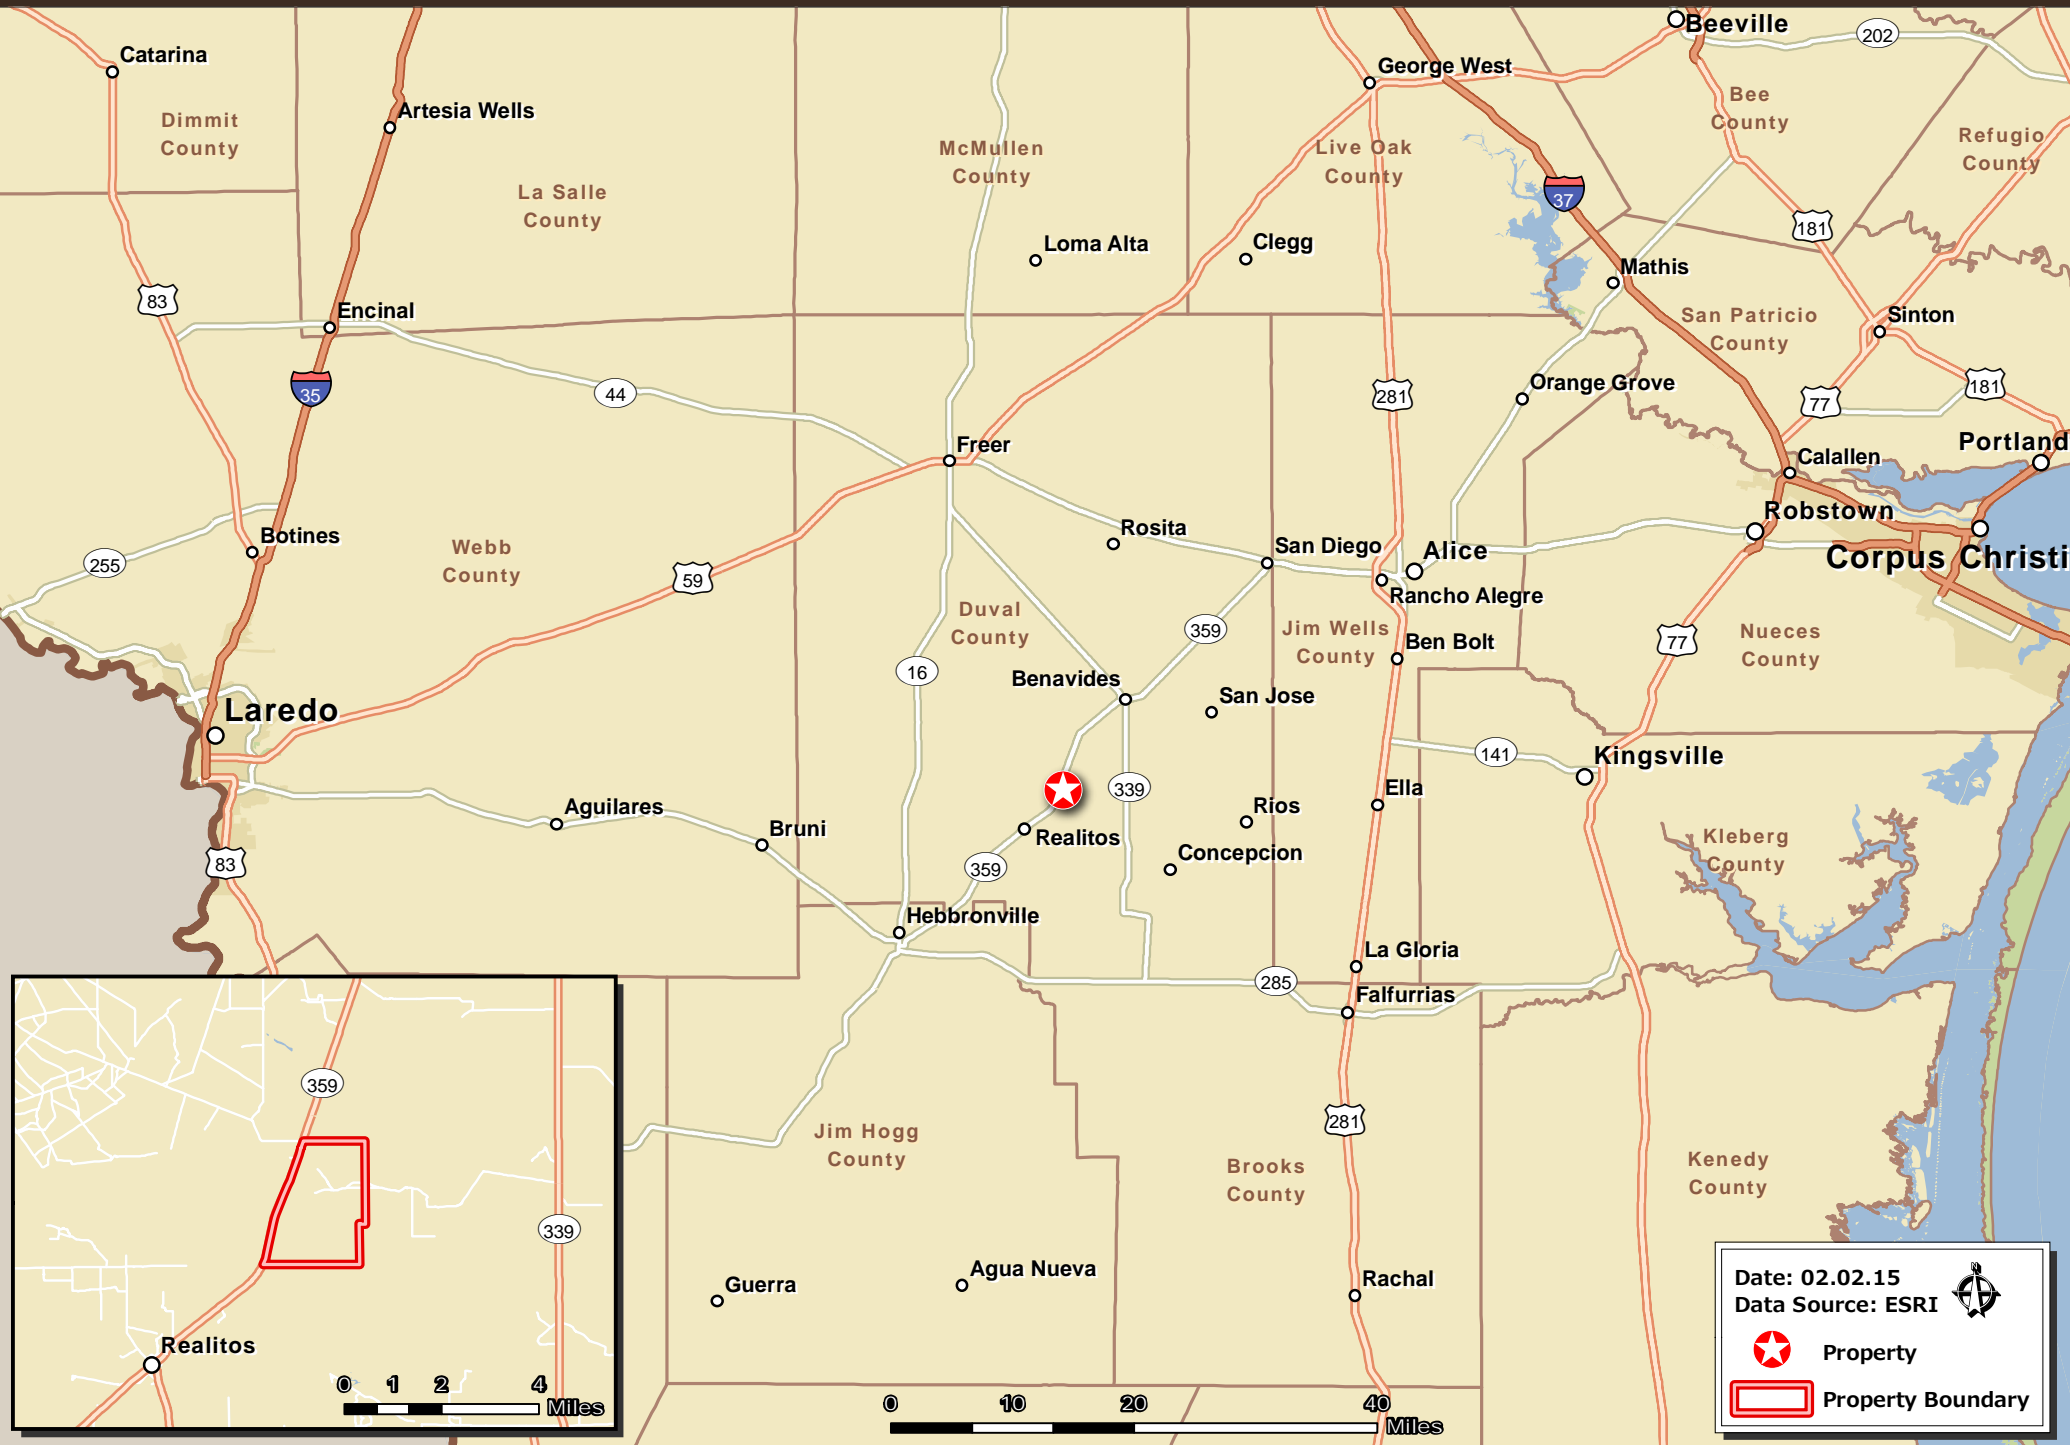 Catarina
Beeville
202
George West
Artesia Wells
Bee
County
Dimmit
County
McMullen
County
Live Oak
County
Refugio
County
La Salle
County
37
181
Loma Alta
Clegg
Mathis
83
Encinal
San Patricio
County
Sinton
35
44
281
Orange Grove
77
181
Freer
Portland
Calallen
Robstown
Rosita
San Diego
Alice
Botines
Webb
County
255
59
Corpus Christi
Rancho Alegre
Duval
County
359
Jim Wells
County
Ben Bolt
77
Nueces
County
16
Benavides
San Jose
Laredo
141
Kingsville
339
Ella
Aguilares
Bruni
Realitos
Rios
Kleberg
County
Concepcion
83
359
Hebbronville
La Gloria
285
Falfurrias
359
281
Jim Hogg
County
Brooks
County
Kenedy
County
339
Guerra
Agua Nueva
Rachal
Realitos
0 1 2 4
Miles
0 10 20 40
Miles
Date: 02.02.15
Data Source: ESRI
Property
Property Boundary